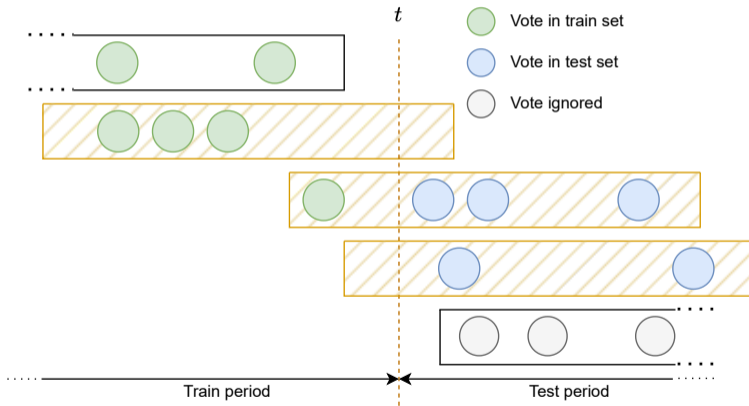 t
Vote in train set
Vote in test set
Vote ignored
Train period
Test period